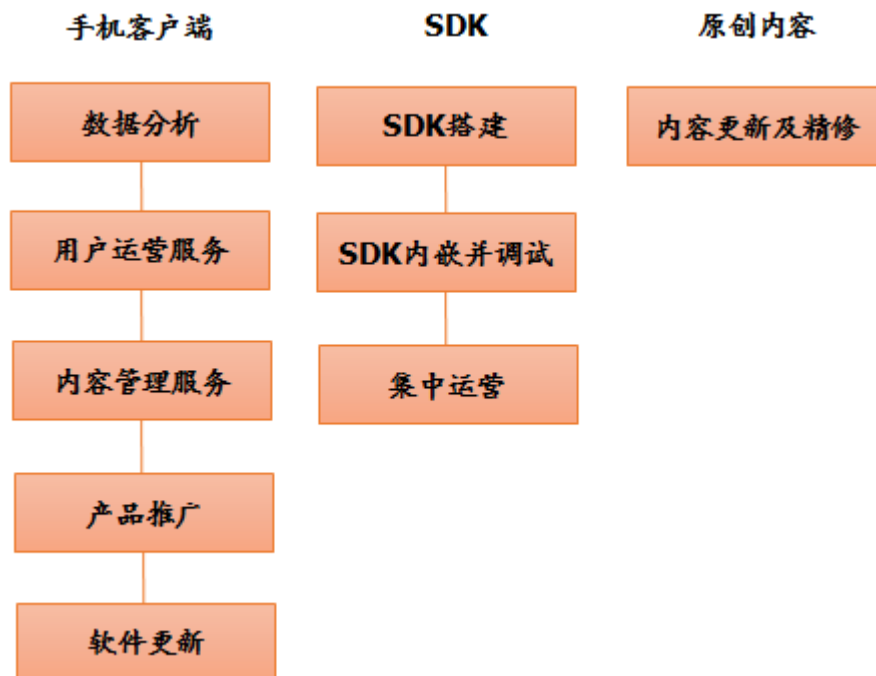 手机客户端
SDK
原创内容
数据分析
SDK搭建
内容更新及精修
用户运营服务
SDK内嵌并调试
内容管理服务
集中运营
产品推广
软件更新